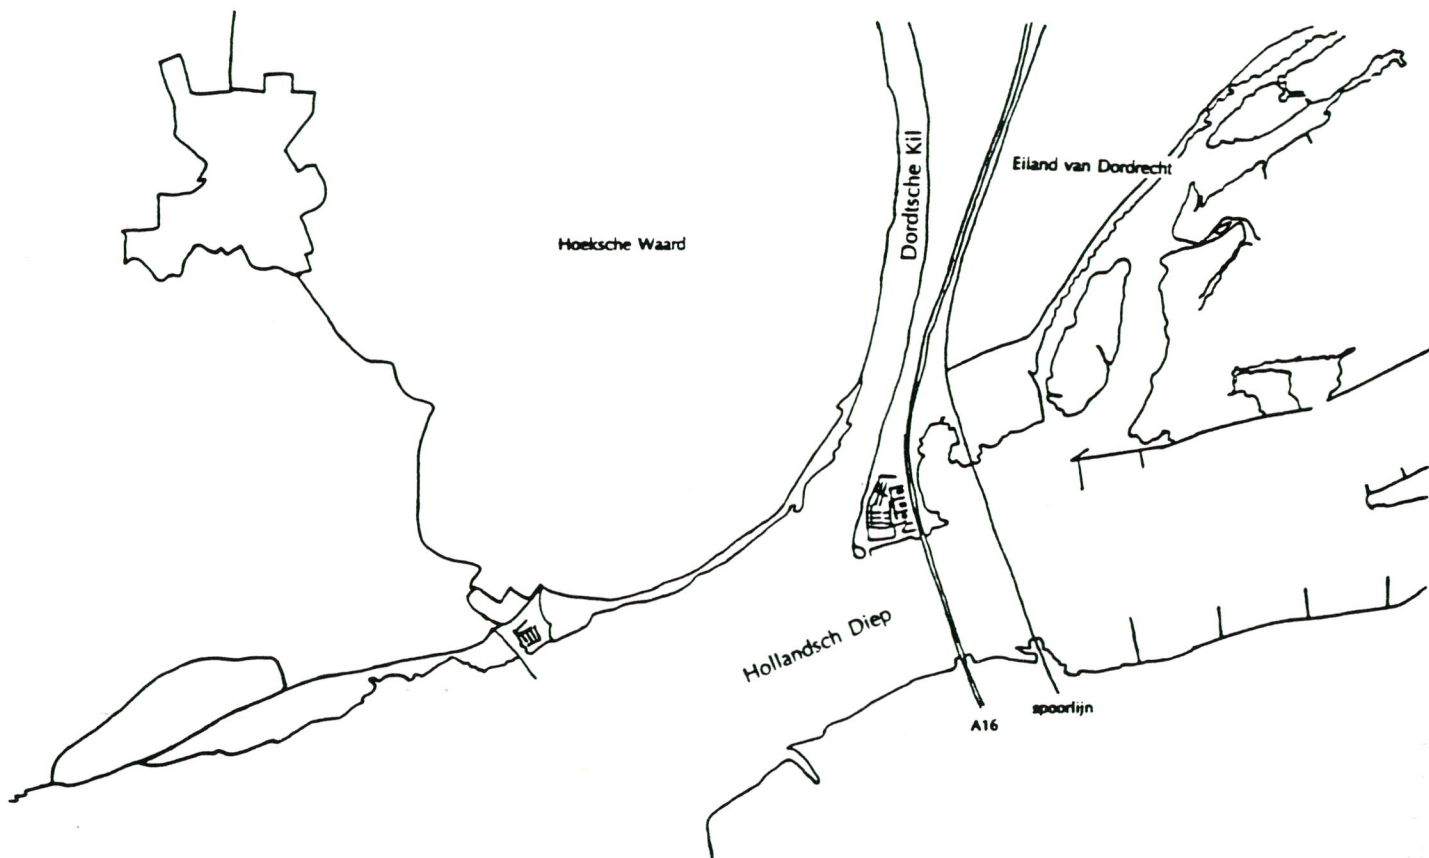 Eiland van Dordrecht
Dordtsche Kil
Hoeksche Waard
Hollandsch Diep
spoorlijn
A16